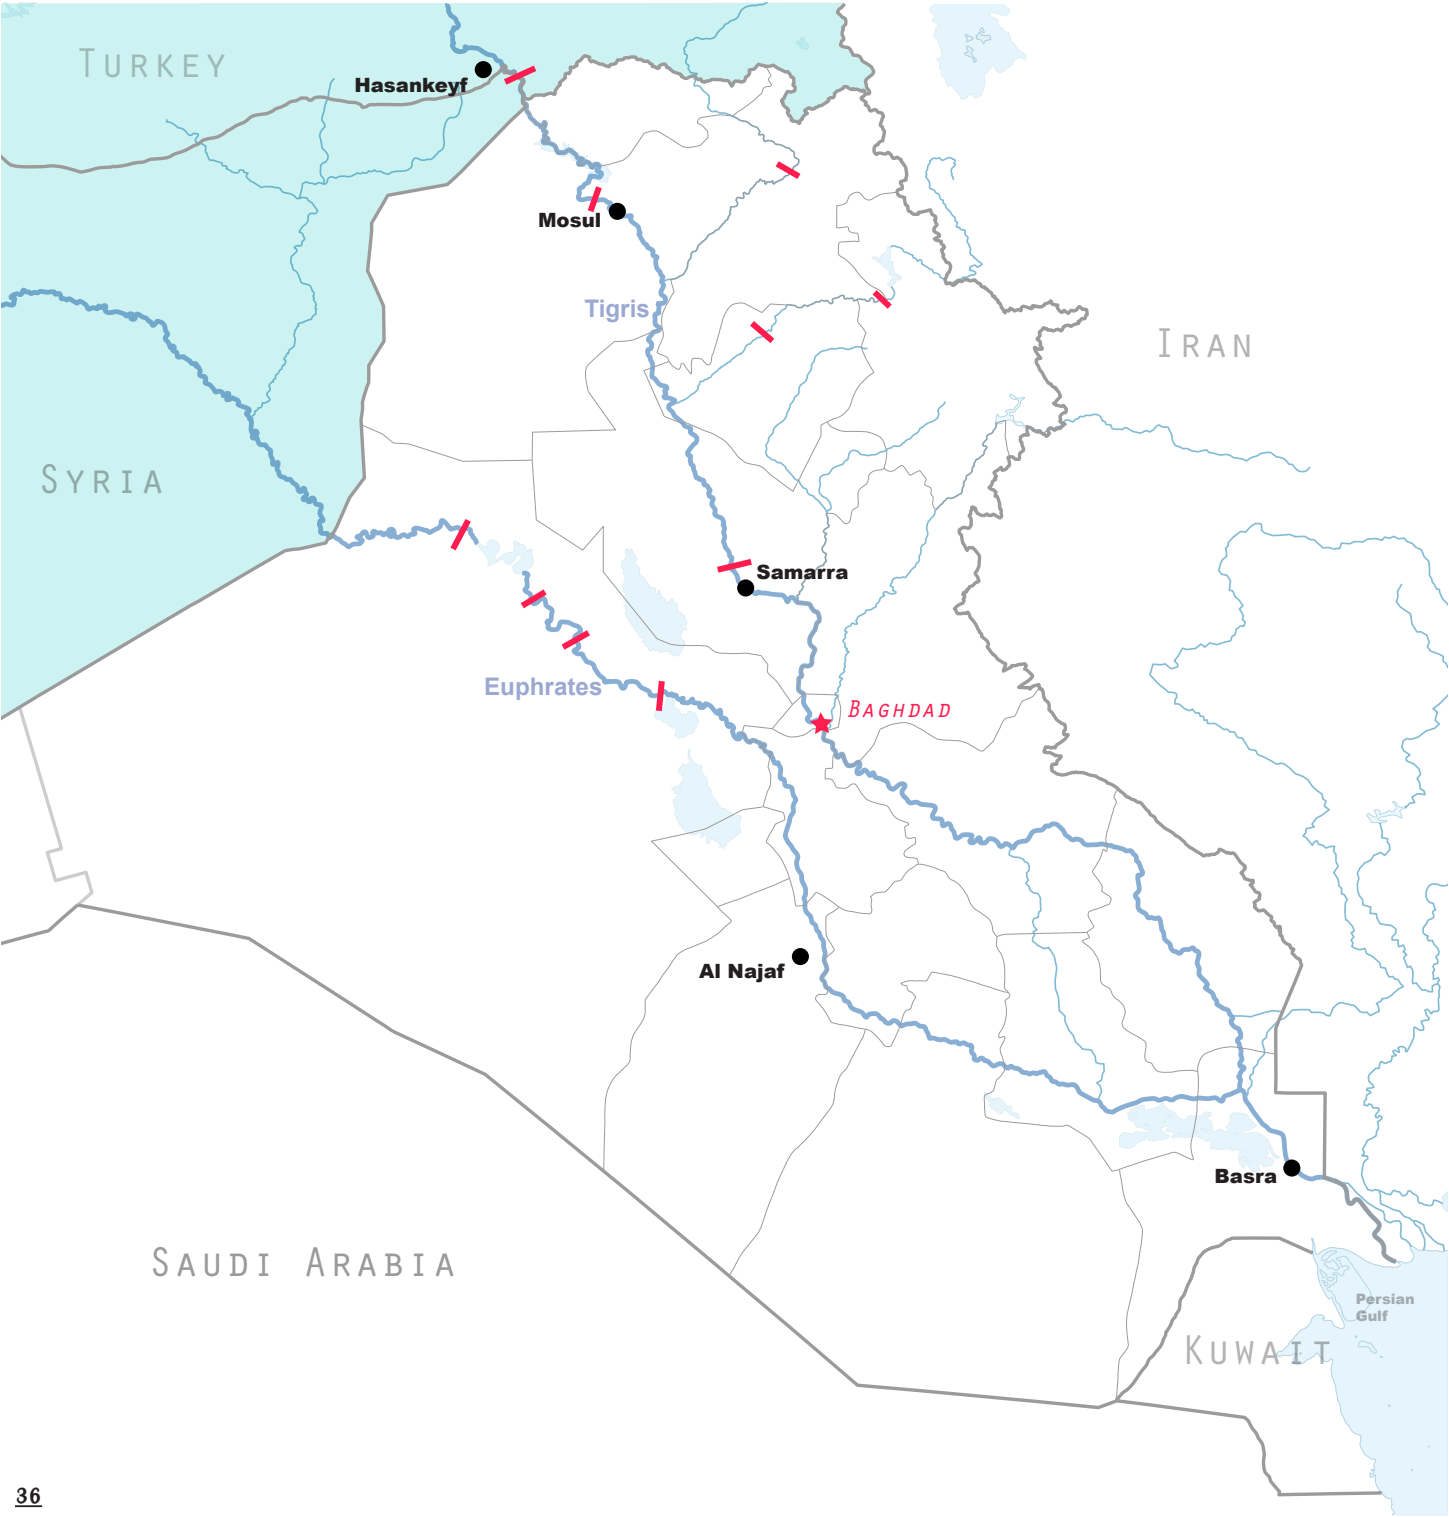 TURKEY
Hasankeyf
Mosul
Tigris
IRAN
SYRIA
Samarra
Euphrates
BAGHDAD
Al Najaf
Basra
SAUDI ARABIA
Persian
Gulf
KUWAIT
36